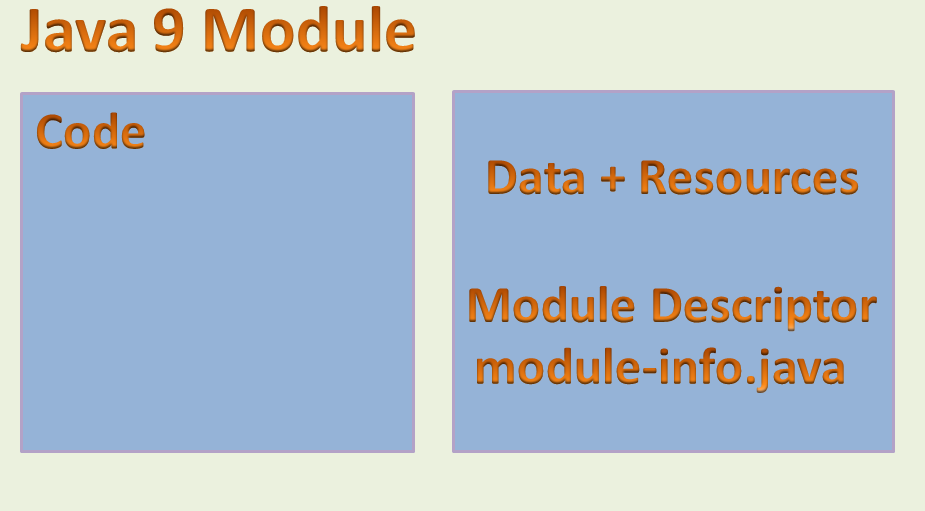 Java 9 Module
Code
Data + Resources
Module Descriptor
module-info.java